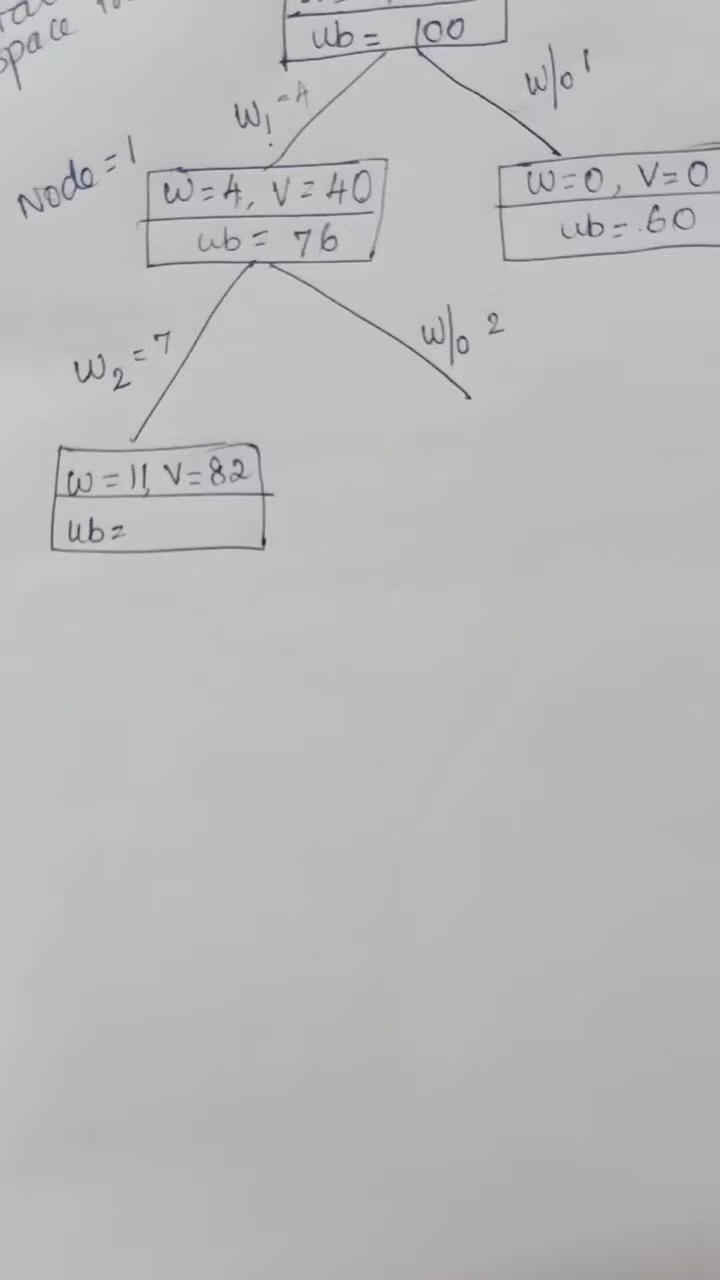 space
ub = 100
w₁ = 4
w/o 1
Node = 1
w = 4, v = 40
ub = 76
w = 0, v = 0
ub = 60
w₂ = 7
w/o 2
w = 11, v = 82
ub =